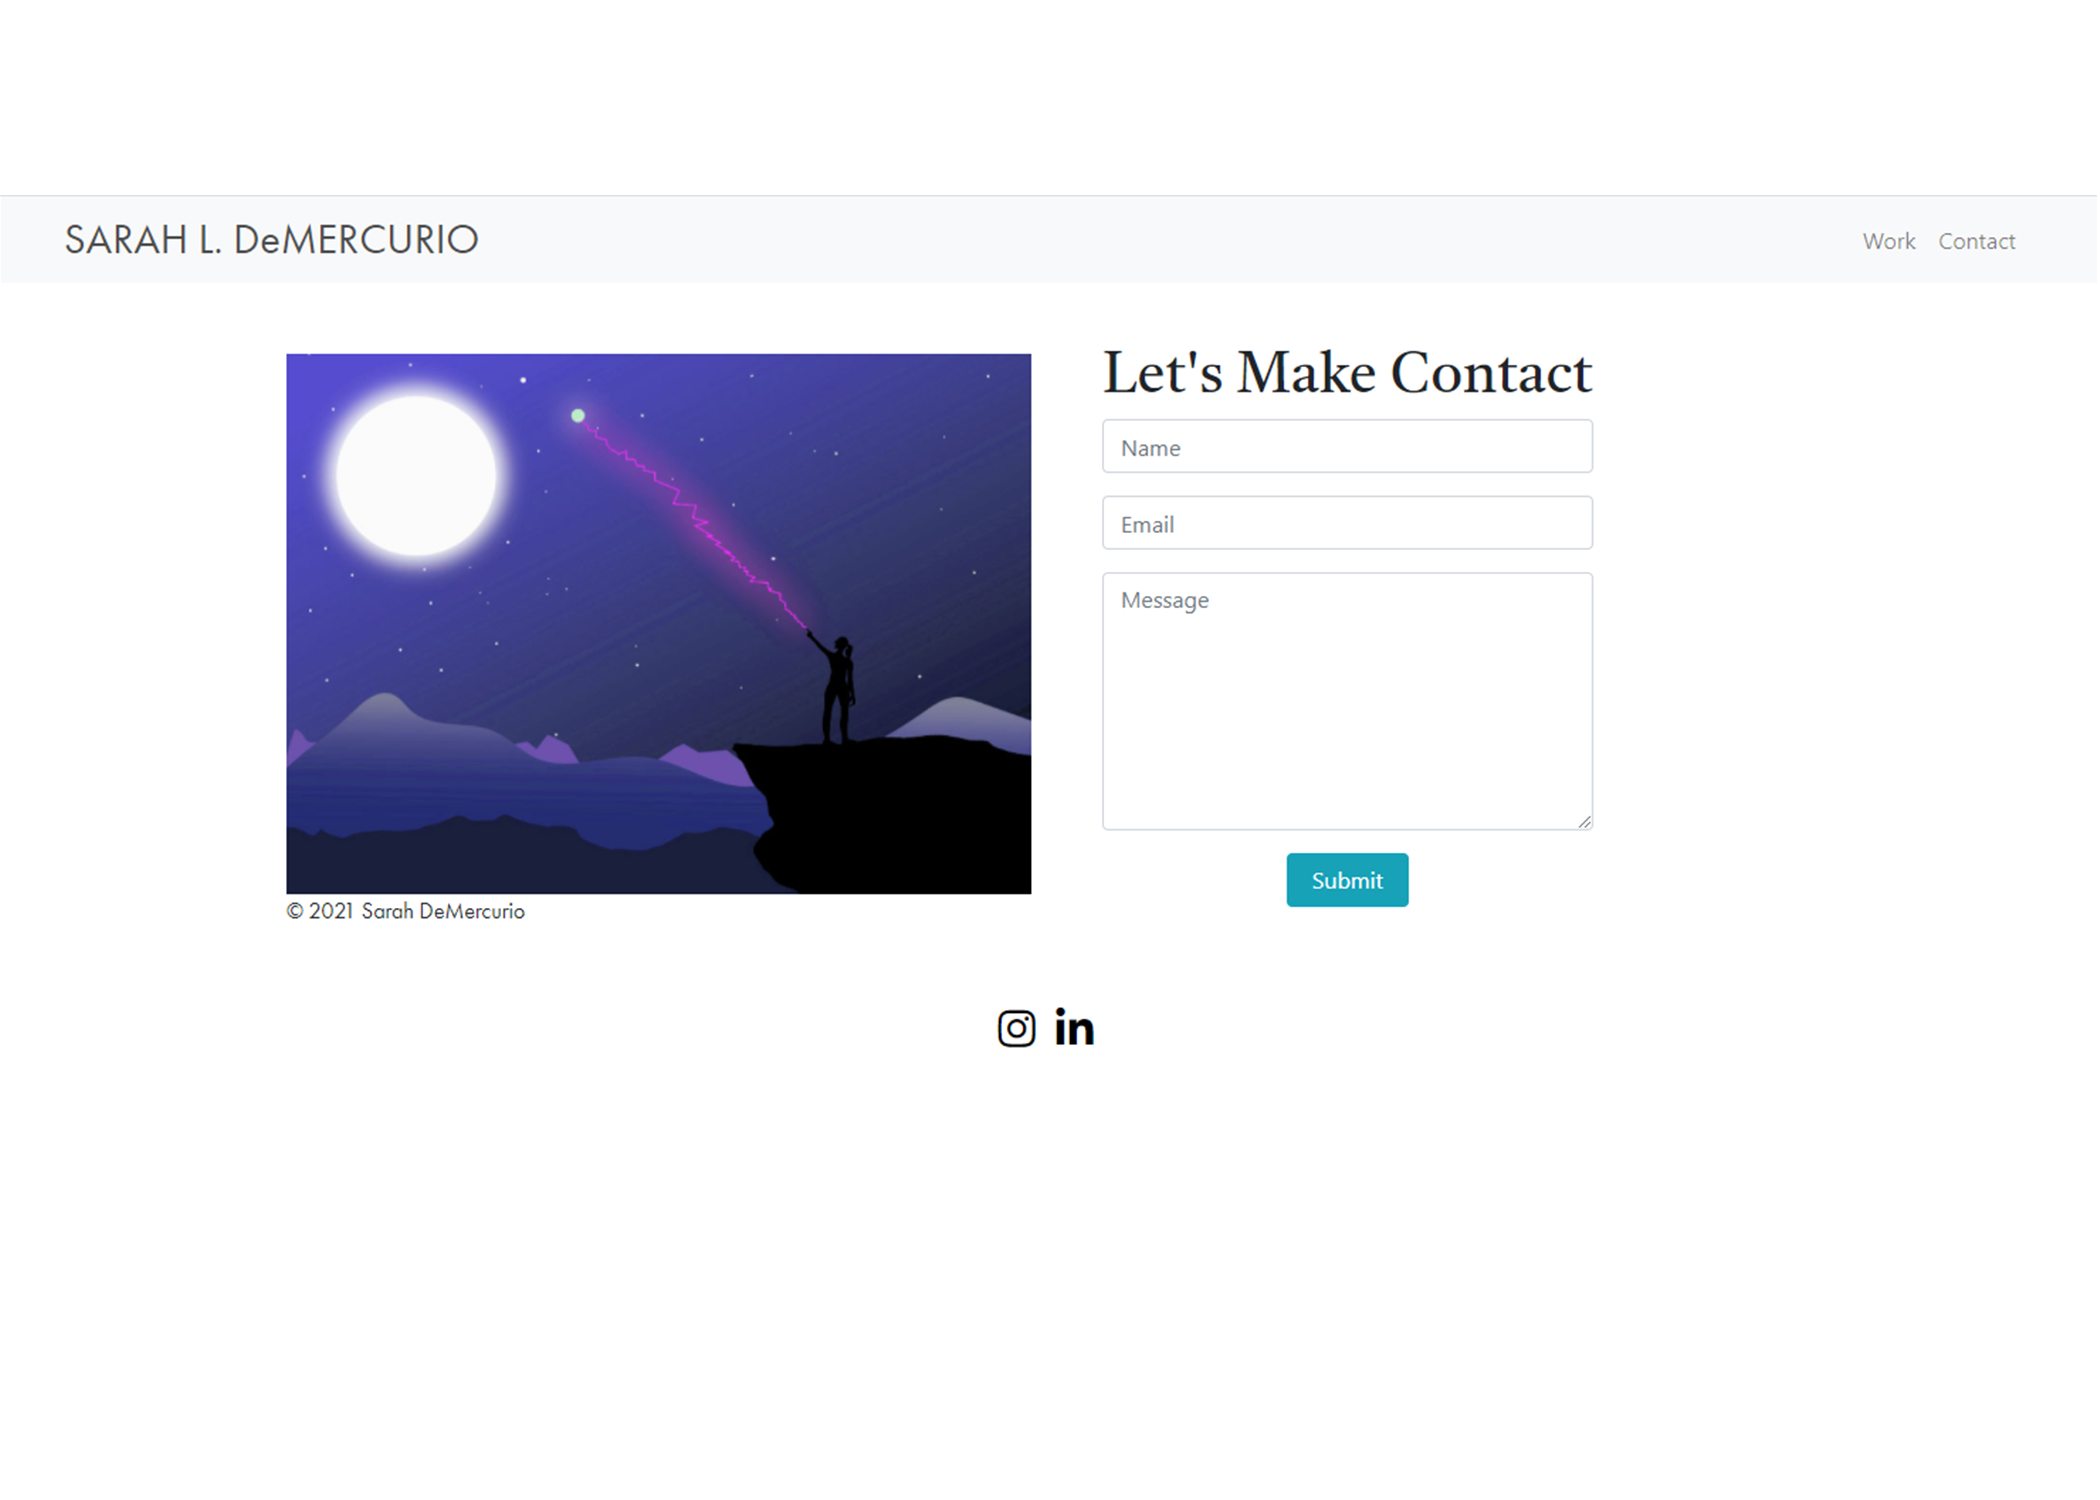 SARAH L. DeMERCURIO
Work Contact
Let's Make Contact
Name
Email
Message
Submit
© 2021 Sarah DeMercurio
in